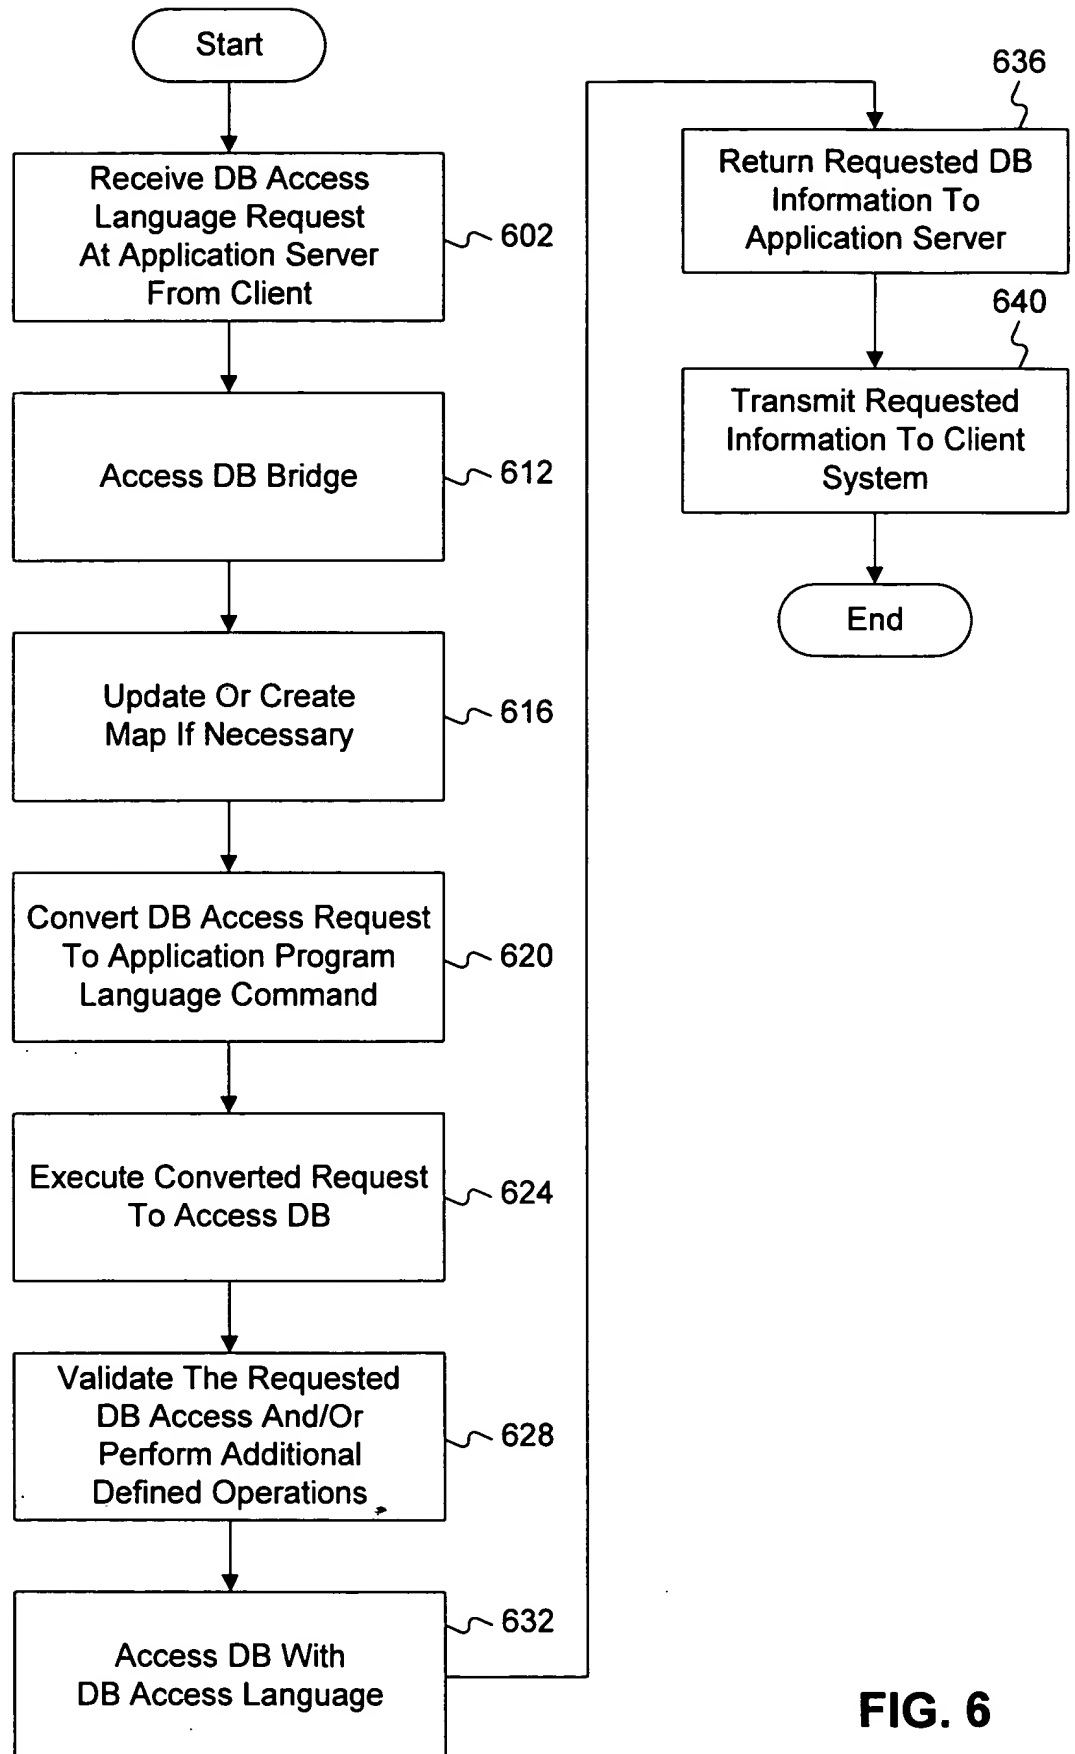 Start
Receive DB Access
Language Request
At Application Server
From Client
602
Access DB Bridge
612
Update Or Create
Map If Necessary
616
Convert DB Access Request
To Application Program
Language Command
620
Execute Converted Request
To Access DB
624
Validate The Requested
DB Access And/Or
Perform Additional
Defined Operations
628
632
Access DB With
DB Access Language
636
Return Requested DB
Information To
Application Server
640
Transmit Requested
Information To Client
System
End
FIG. 6